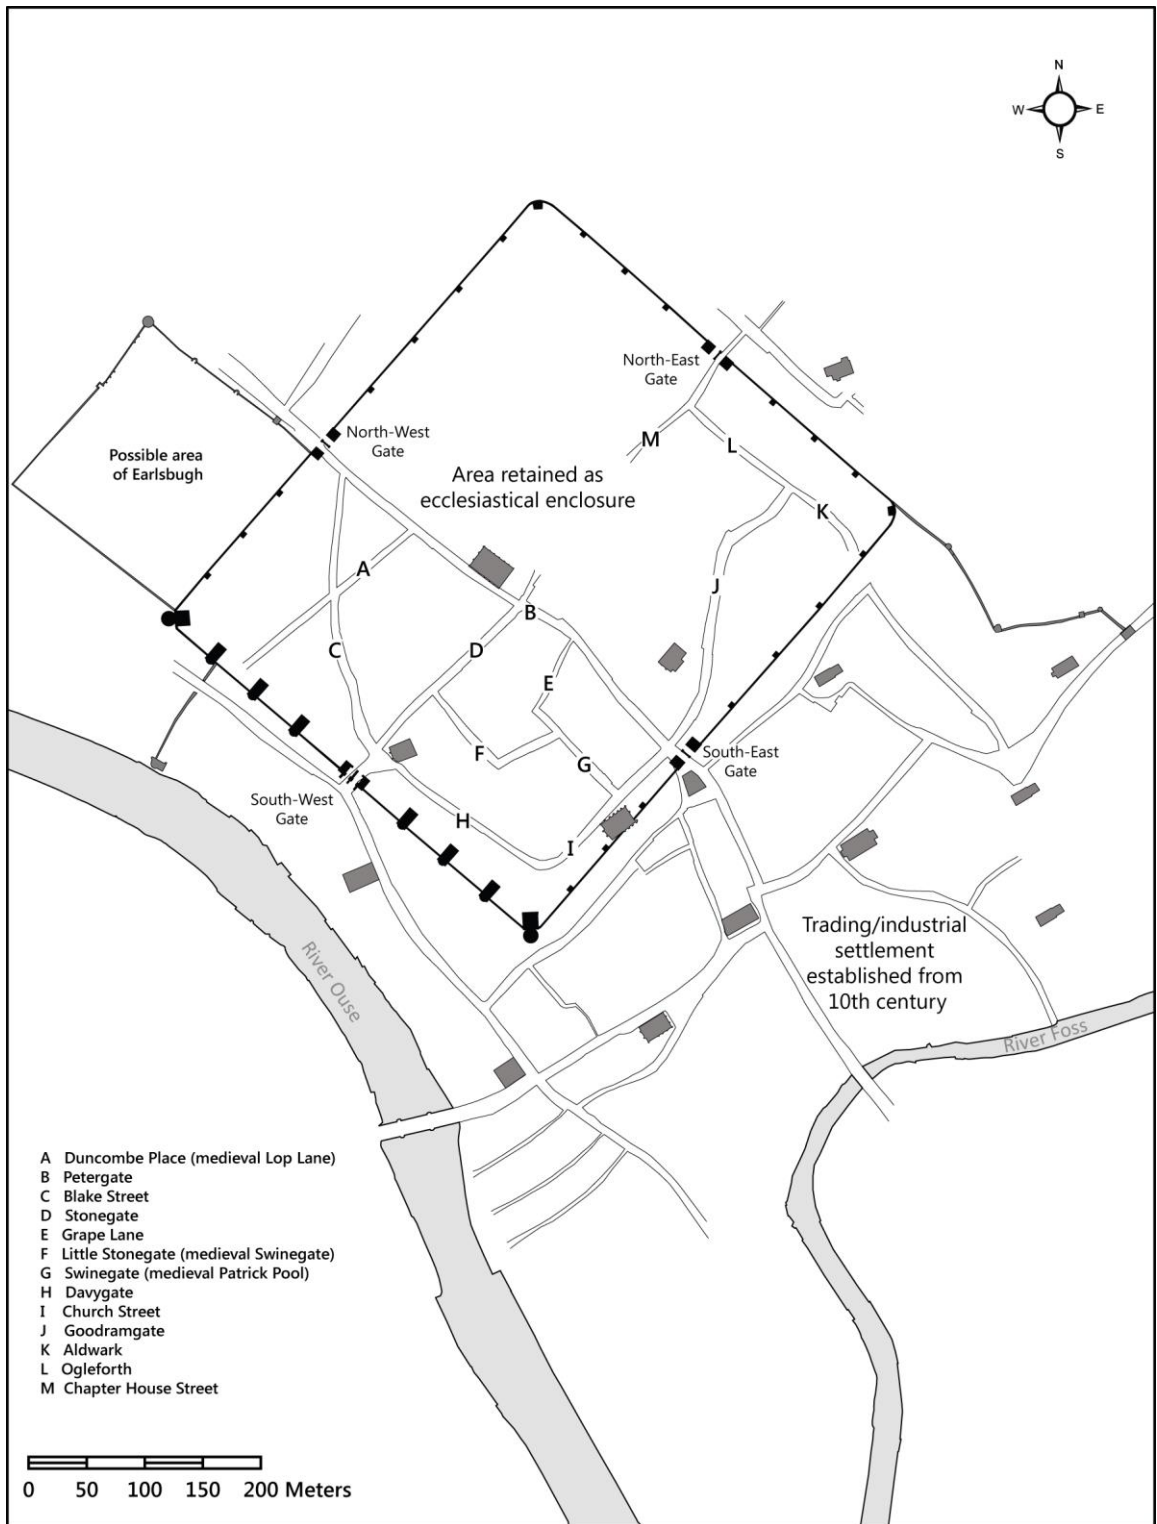 N
W E
S
North-East
Gate
North-West
Gate
M
L
Possible area
of Earlsbugh
Area retained as
ecclesiastical enclosure
K
A
J
B
C
D
E
F
G
South-East
Gate
South-West
Gate
H
I
Trading/industrial
settlement
established from
10th century
River Ouse
River Foss
A Duncombe Place (medieval Lop Lane)
B Petergate
C Blake Street
D Stonegate
E Grape Lane
F Little Stonegate (medieval Swinegate)
G Swinegate (medieval Patrick Pool)
H Davygate
I Church Street
J Goodramgate
K Aldwark
L Ogleforth
M Chapter House Street
0 50 100 150 200 Meters